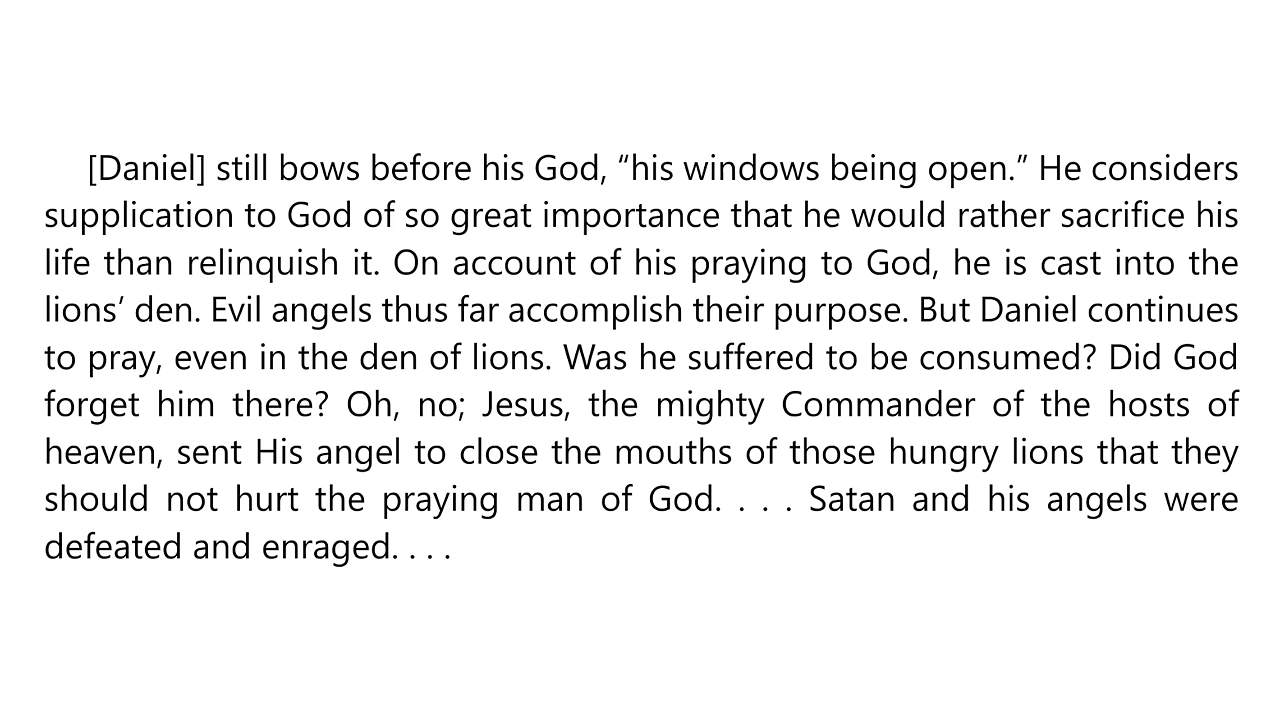 [Daniel] still bows before his God, “his windows being open.” He considers
supplication to God of so great importance that he would rather sacrifice his
life than relinquish it. On account of his praying to God, he is cast into the
lions’ den. Evil angels thus far accomplish their purpose. But Daniel continues
to pray, even in the den of lions. Was he suffered to be consumed? Did God
forget him there? Oh, no; Jesus, the mighty Commander of the hosts of
heaven, sent His angel to close the mouths of those hungry lions that they
should not hurt the praying man of God. . . . Satan and his angels were
defeated and enraged. . . .